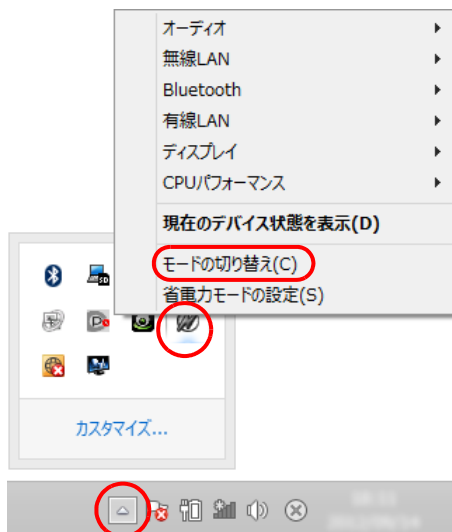 オーディオ
無線LAN
Bluetooth
有線LAN
ディスプレイ
CPUパフォーマンス
現在のデバイス状態を表示(D)
モードの切り替え(C)
省電力モードの設定(S)
カスタマイズ...